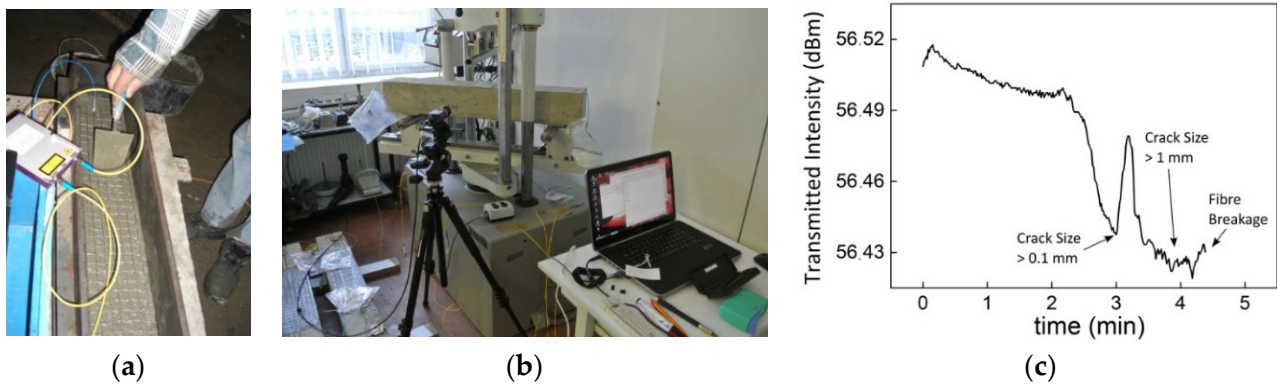 56.52
56.49
56.46
56.43
Transmitted Intensity (dBm)
Crack Size
> 1 mm
Fibre
Breakage
Crack Size
> 0.1 mm
0 1 2 3 4 5
time (min)
(a) (b) (c)